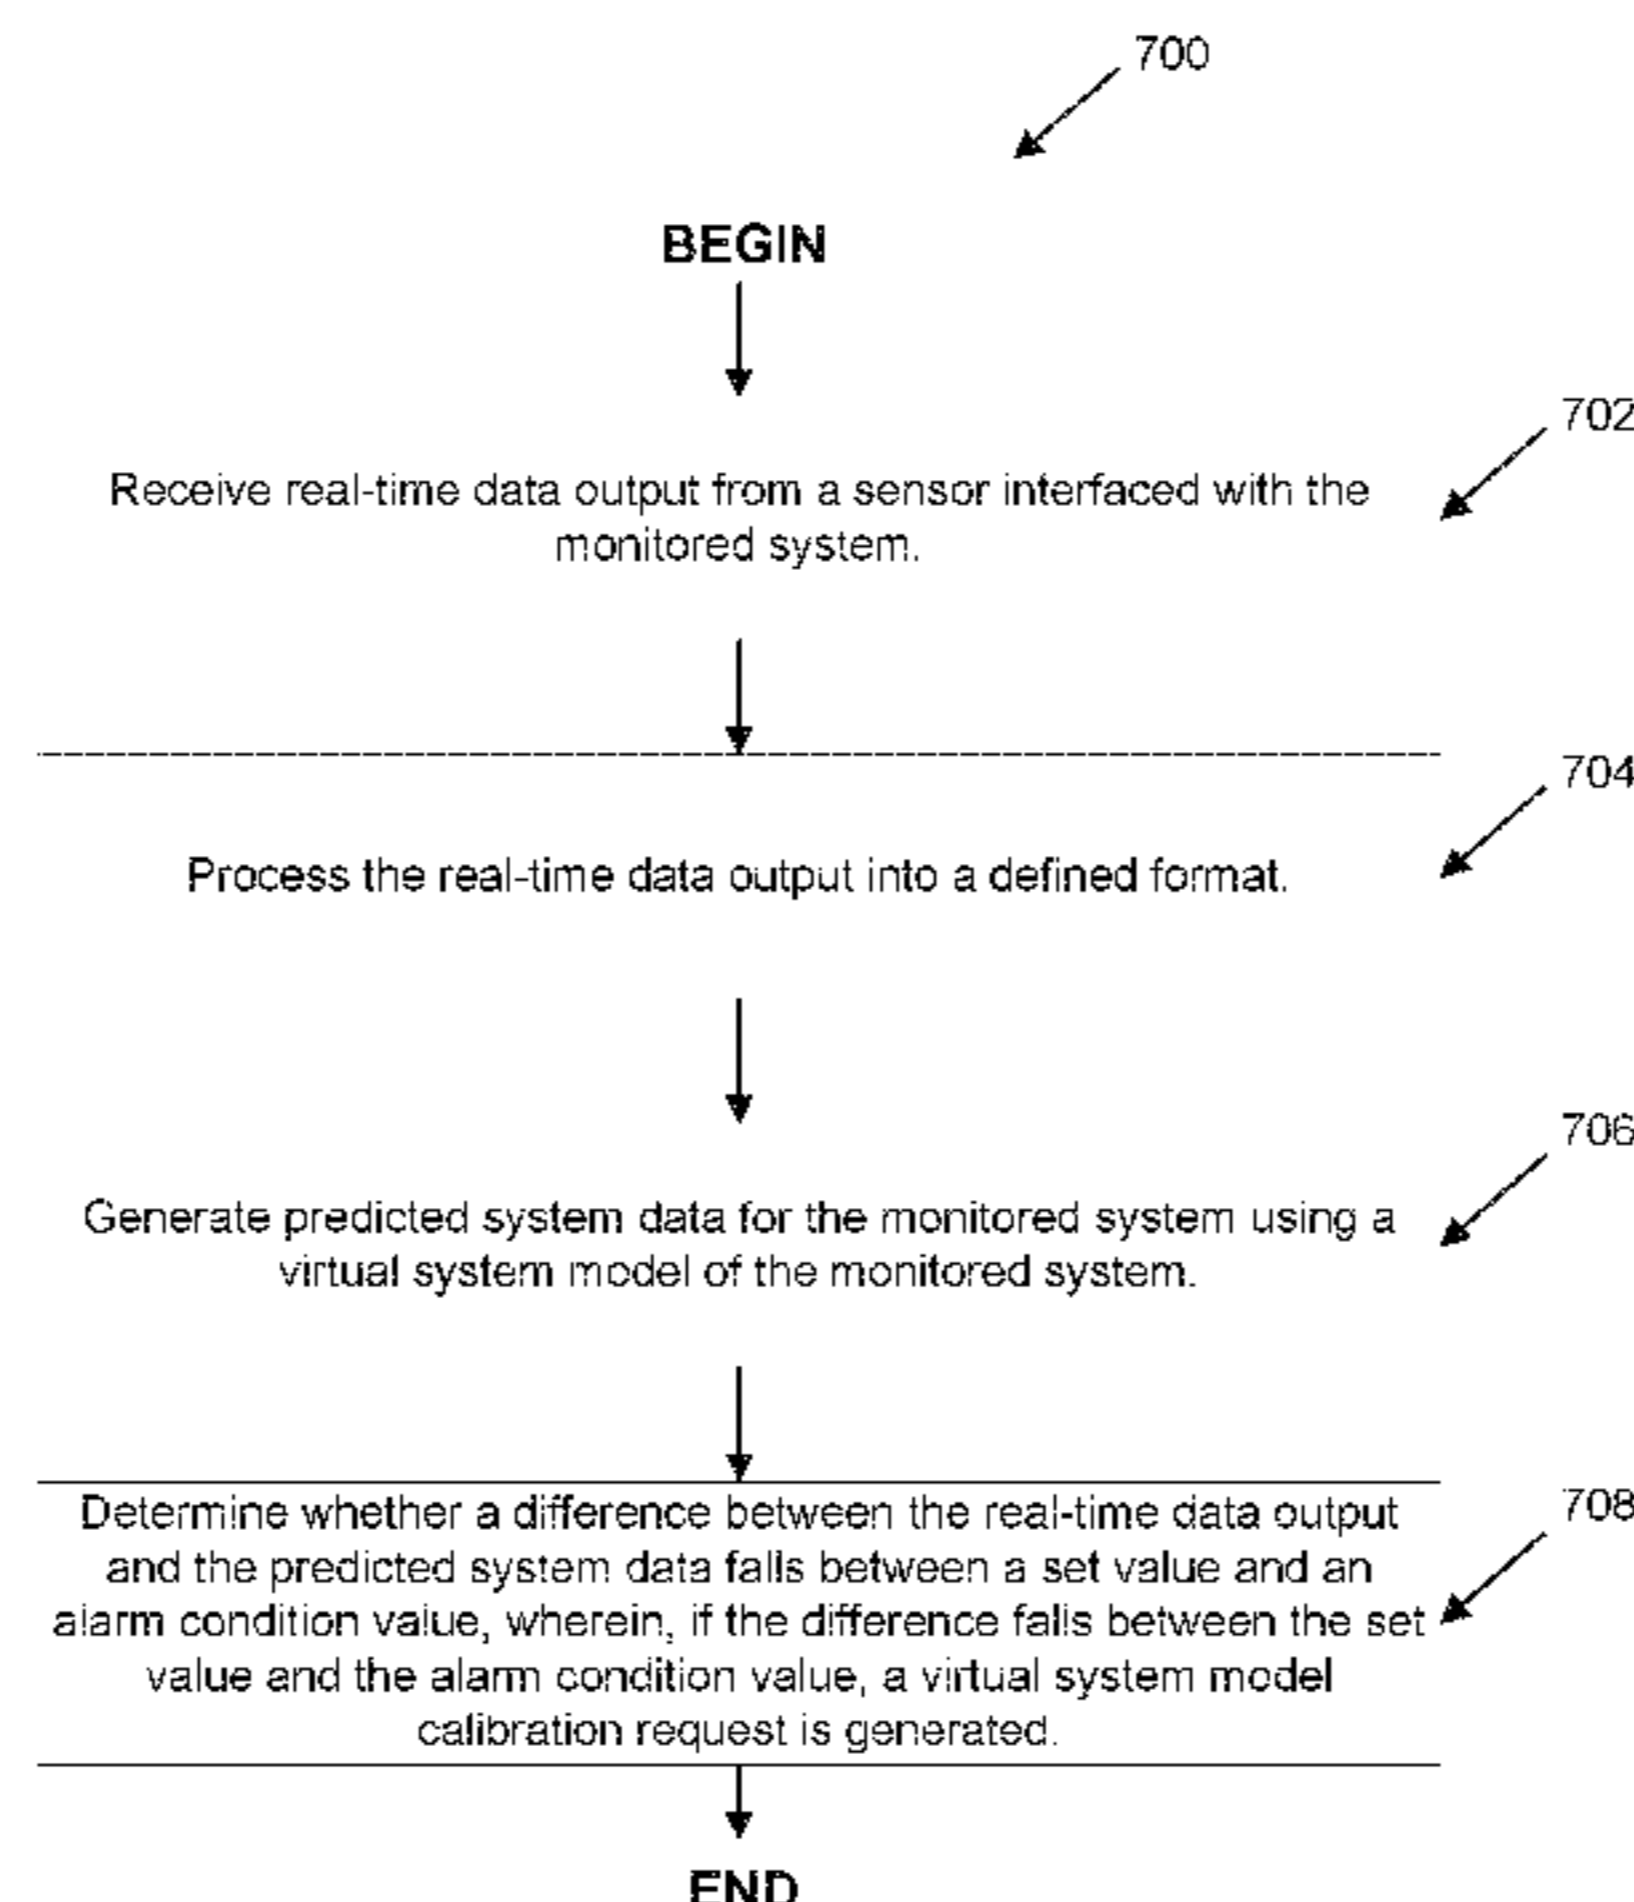 700
BEGIN
702
Receive real-time data output from a sensor interfaced with the
monitored system.
704
Process the real-time data output into a defined format.
706
Generate predicted system data for the monitored system using a
virtual system model of the monitored system.
708
Determine whether a difference between the real-time data output
and the predicted system data falls between a set value and an
alarm condition value, wherein, if the difference falls between the set
value and the alarm condition value, a virtual system model
calibration request is generated.
END